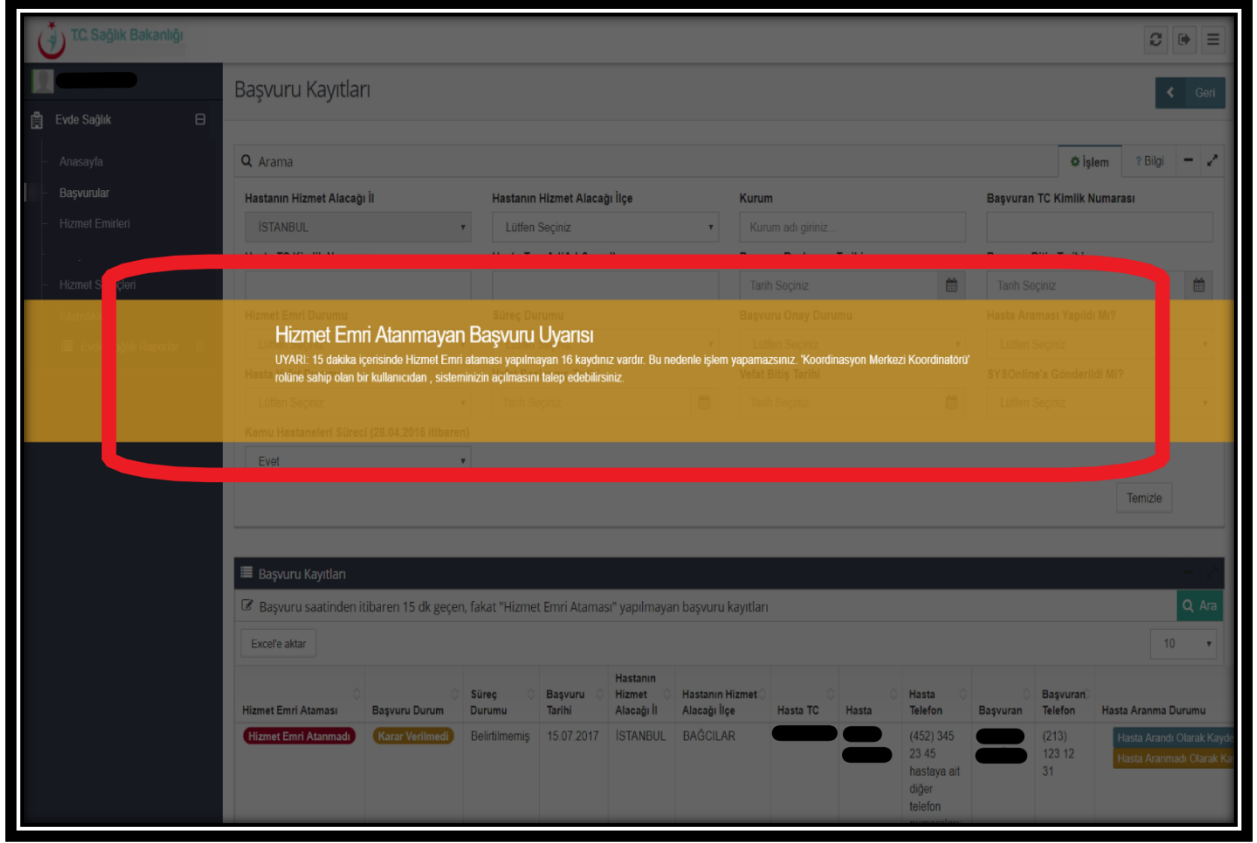 T.C. Sağlık Bakanlığı
Başvuru Kayıtları
Geri
Evde Sağlık
Anasayfa
Başvurular
Hizmet Emirleri
Arama
İşlem
? Bilgi
Hastanın Hizmet Alacağı İl
Hastanın Hizmet Alacağı İlçe
Kurum
Başvuran TC Kimlik Numarası
İSTANBUL
Lütfen Seçiniz
Kurum adı giriniz...
Tarih Seçiniz
Tarih Seçiniz
Hizmet Emri Durumu
Süreç Durumu
Başvuru Onay Durumu
Hasta Araması Yapıldı Mı?
Hizmet Emri Atanmayan Başvuru Uyarısı
UYARI: 15 dakika içerisinde Hizmet Emri ataması yapılmayan 16 kaydınız vardır. Bu nedenle işlem yapamazsınız. 'Koordinasyon Merkezi Koordinatörü'
rolüne sahip olan bir kullanıcıdan , sisteminizin açılmasını talep edebilirsiniz.
Vefat Bitiş Tarihi
SYSOnline'a Gönderildi Mi?
Lütfen Seçiniz
Tarih Seçiniz
Tarih Seçiniz
Lütfen Seçiniz
Kamu Hastaneleri Süreci (28.04.2016 itibaren)
Evet
Temizle
Başvuru Kayıtları
Başvuru saatinden itibaren 15 dk geçen, fakat "Hizmet Emri Ataması" yapılmayan başvuru kayıtları
Ara
Excel'e aktar
10
Hizmet Emri Ataması
Başvuru Durum
Süreç Durumu
Başvuru Tarihi
Hastanın Hizmet Alacağı İl
Hastanın Hizmet Alacağı İlçe
Hasta TC
Hasta
Hasta Telefon
Başvuran
Başvuran Telefon
Hasta Aranma Durumu
Hizmet Emri Atanmadı
Karar Verilmedi
Belirtilmemiş
15.07.2017
İSTANBUL
BAĞCILAR
(452) 345
23 45
hastaya ait
diğer
telefon
(213)
123 12
31
Hasta Arandı Olarak Kayde
Hasta Aranmadı Olarak Ka